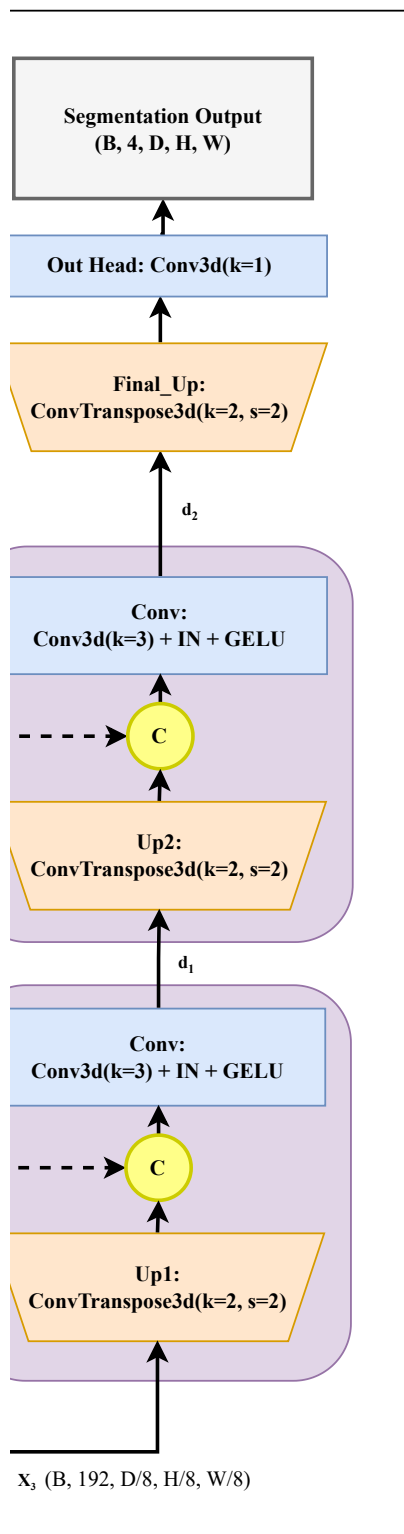 Segmentation Output
(B, 4, D, H, W)
Out Head: Conv3d(k=1)
Final_Up:
ConvTranspose3d(k=2, s=2)
d₂
Conv:
Conv3d(k=3) + IN + GELU
C
Up2:
ConvTranspose3d(k=2, s=2)
d₁
Conv:
Conv3d(k=3) + IN + GELU
C
Up1:
ConvTranspose3d(k=2, s=2)
X₃ (B, 192, D/8, H/8, W/8)